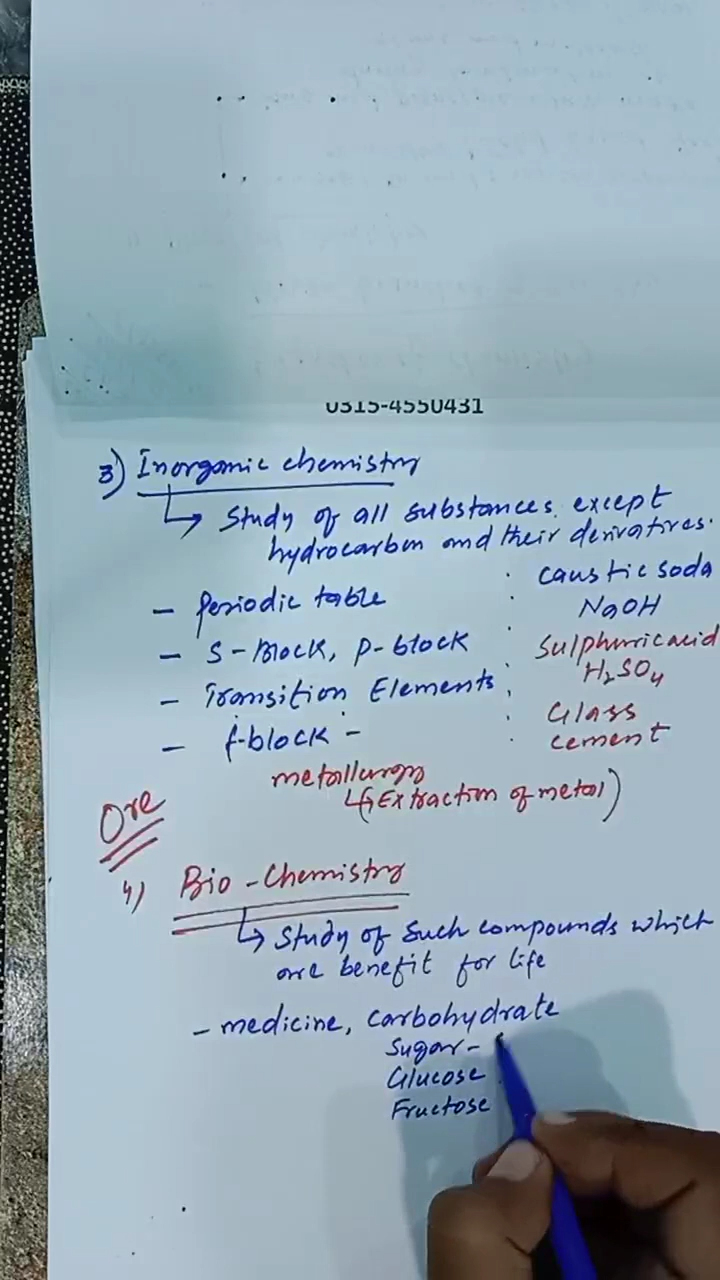 0315-4550431
3) Inorganic chemistry
↳ Study of all substances except
hydrocarbon and their derivatives.
- Periodic table
- S-Block, P-block
- Transition Elements
- f-block -
: caustic soda
NaOH
Sulphuric acid
H₂SO₄
: Glass
. cement
metallurgy
↳ (Extraction of metal)
Ore
4) Bio-Chemistry
↳ Study of Such compounds which
are benefit for life
- medicine, carbohydrate
Sugar -
Glucose
Fructose